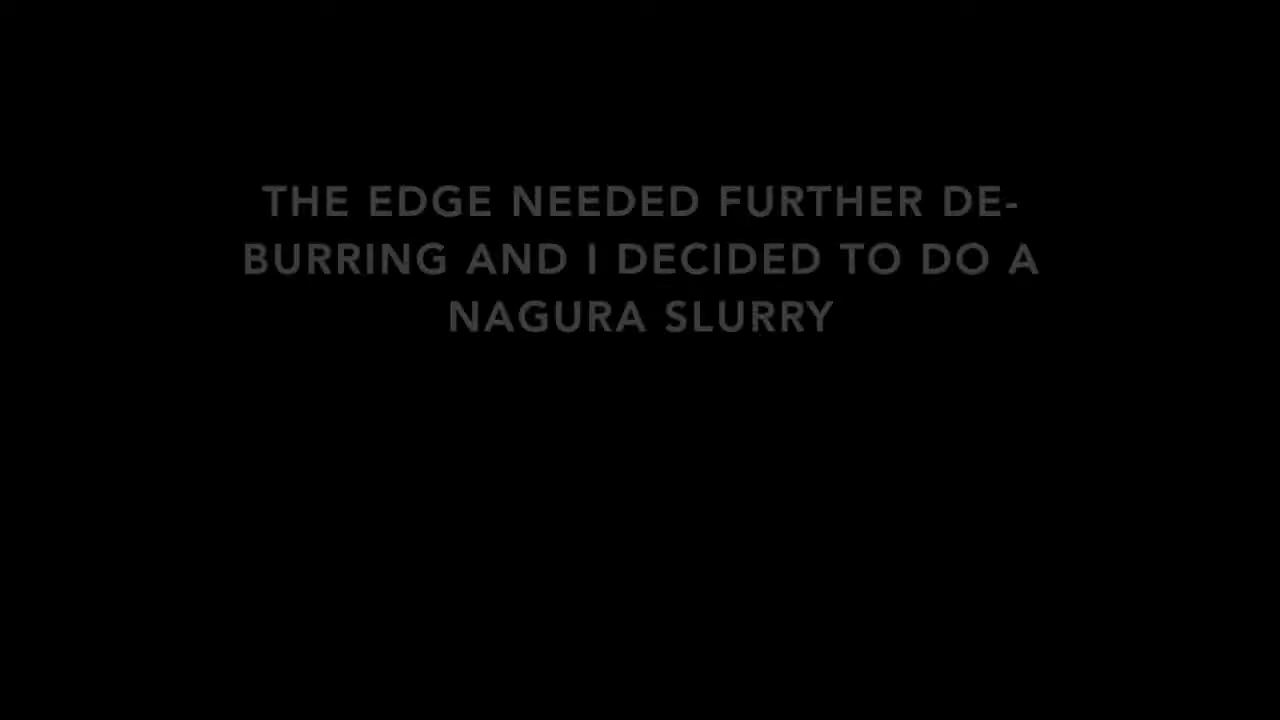 THE EDGE NEEDED FURTHER DE-
BURRING AND I DECIDED TO DO A
NAGURA SLURRY